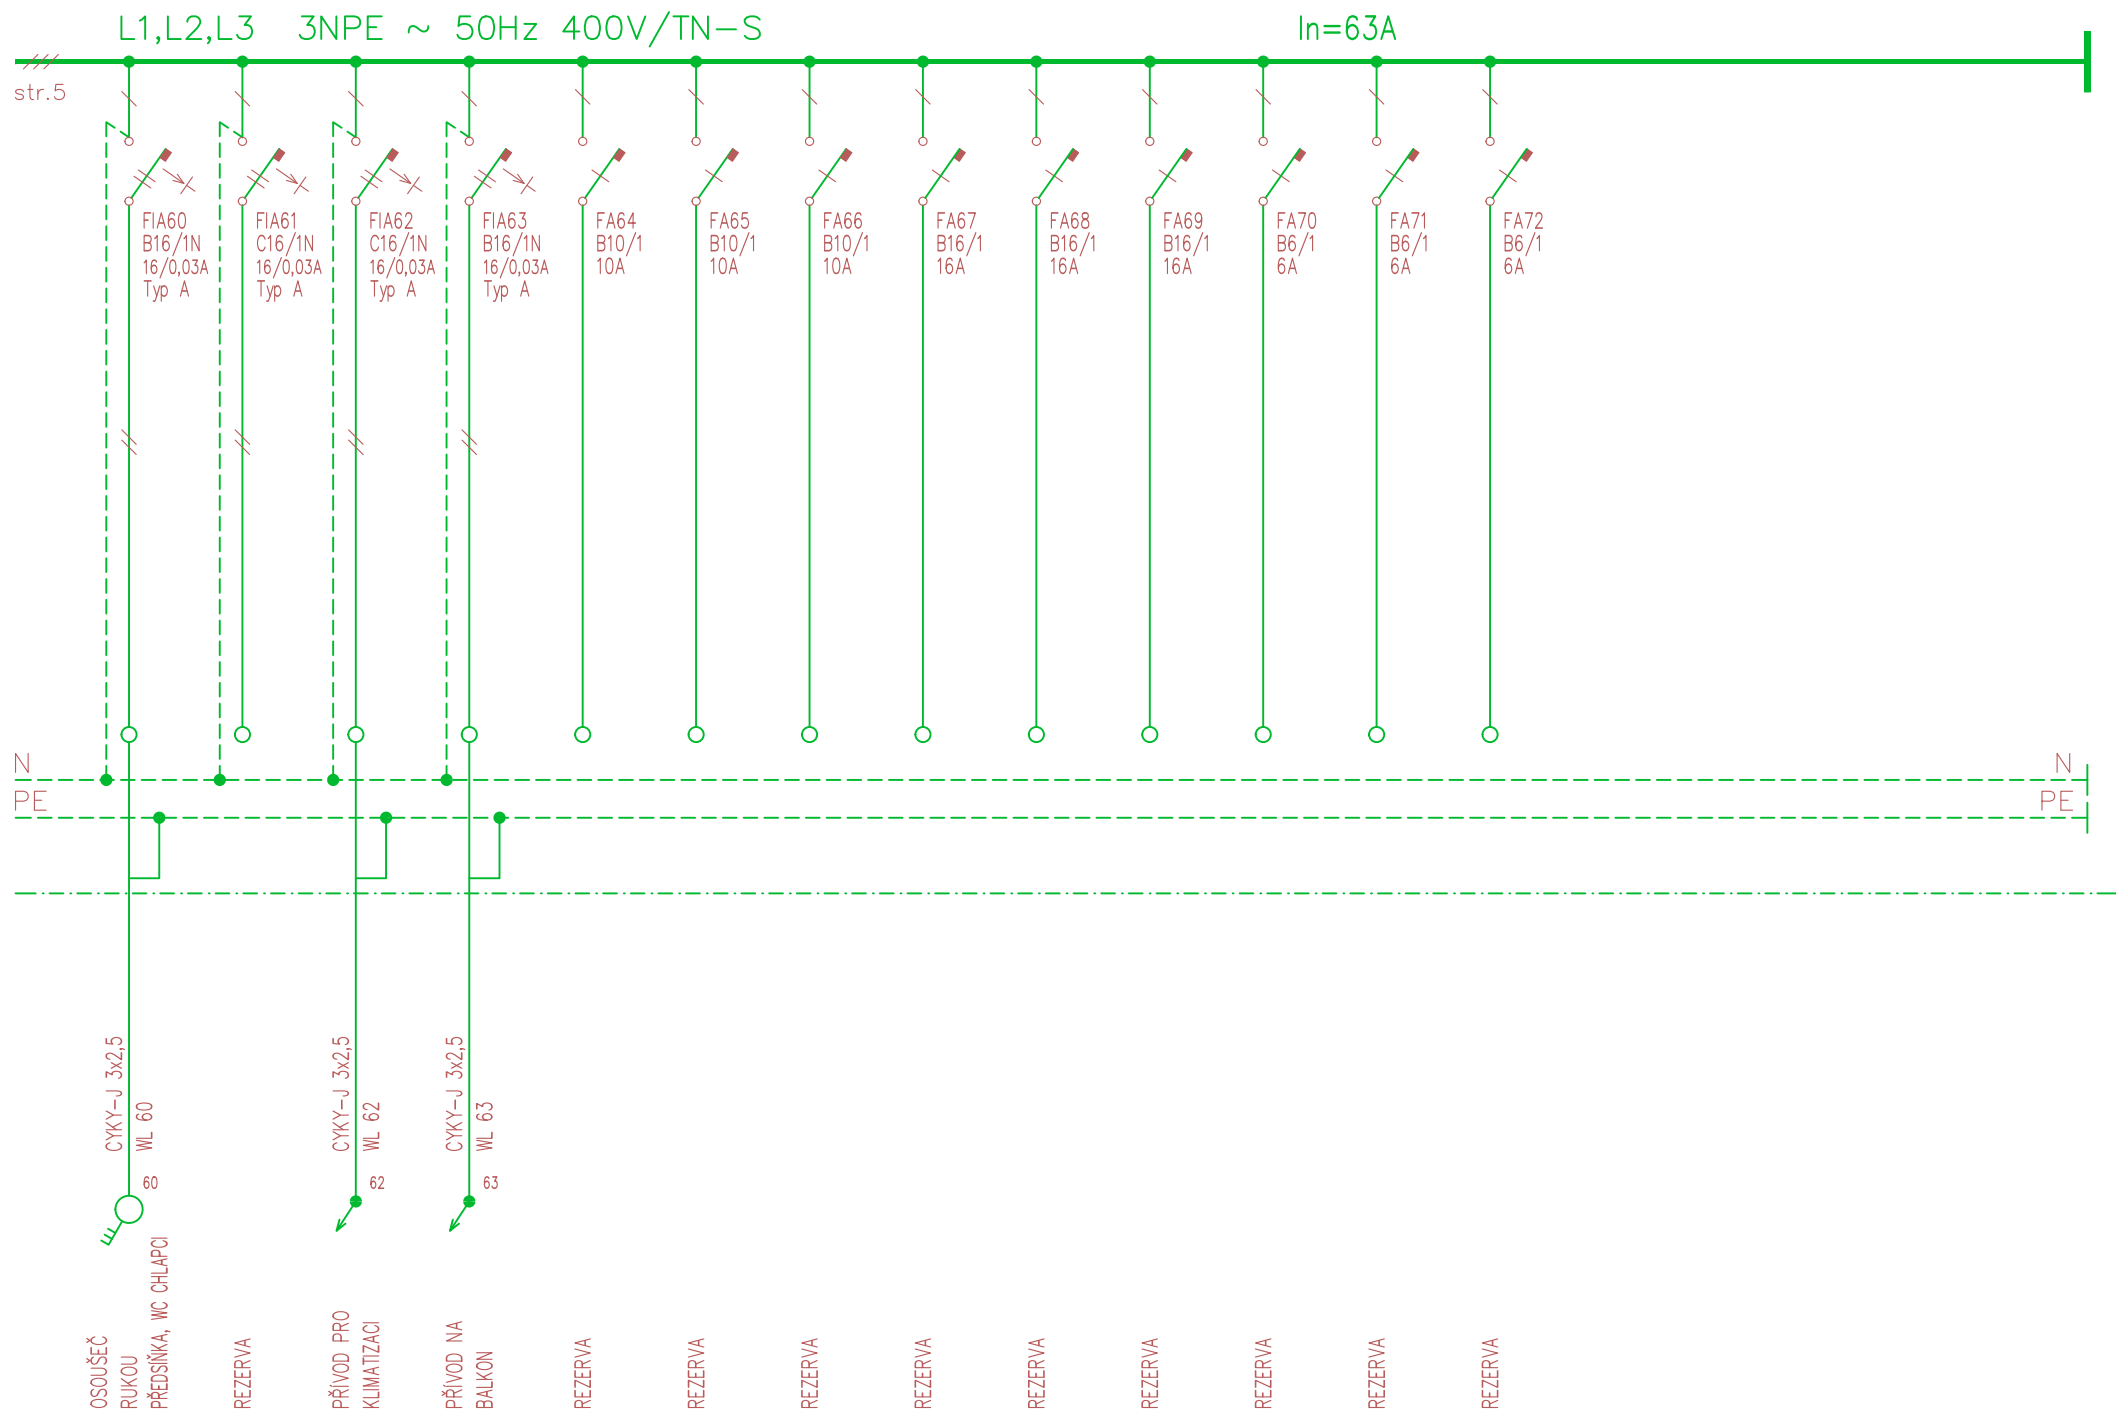 L1,L2,L3 3NPE ~ 50Hz 400V/TN-S
In=63A
str.5
FIA60
B16/1N
16/0,03A
Typ A
FIA61
C16/1N
16/0,03A
Typ A
FIA62
C16/1N
16/0,03A
Typ A
FIA63
B16/1N
16/0,03A
Typ A
FA64
B10/1
10A
FA65
B10/1
10A
FA66
B10/1
10A
FA67
B16/1
16A
FA68
B16/1
16A
FA69
B16/1
16A
FA70
B6/1
6A
FA71
B6/1
6A
FA72
B6/1
6A
N
N
PE
PE
CYKY-J 3x2,5
WL 60
CYKY-J 3x2,5
WL 62
CYKY-J 3x2,5
WL 63
60
62
63
OSOUŠEČ
RUKOU
PŘEDSÍŇKA, WC CHLAPCI
REZERVA
PŘÍVOD PRO
KLIMATIZACI
PŘÍVOD NA
BALKON
REZERVA
REZERVA
REZERVA
REZERVA
REZERVA
REZERVA
REZERVA
REZERVA
REZERVA